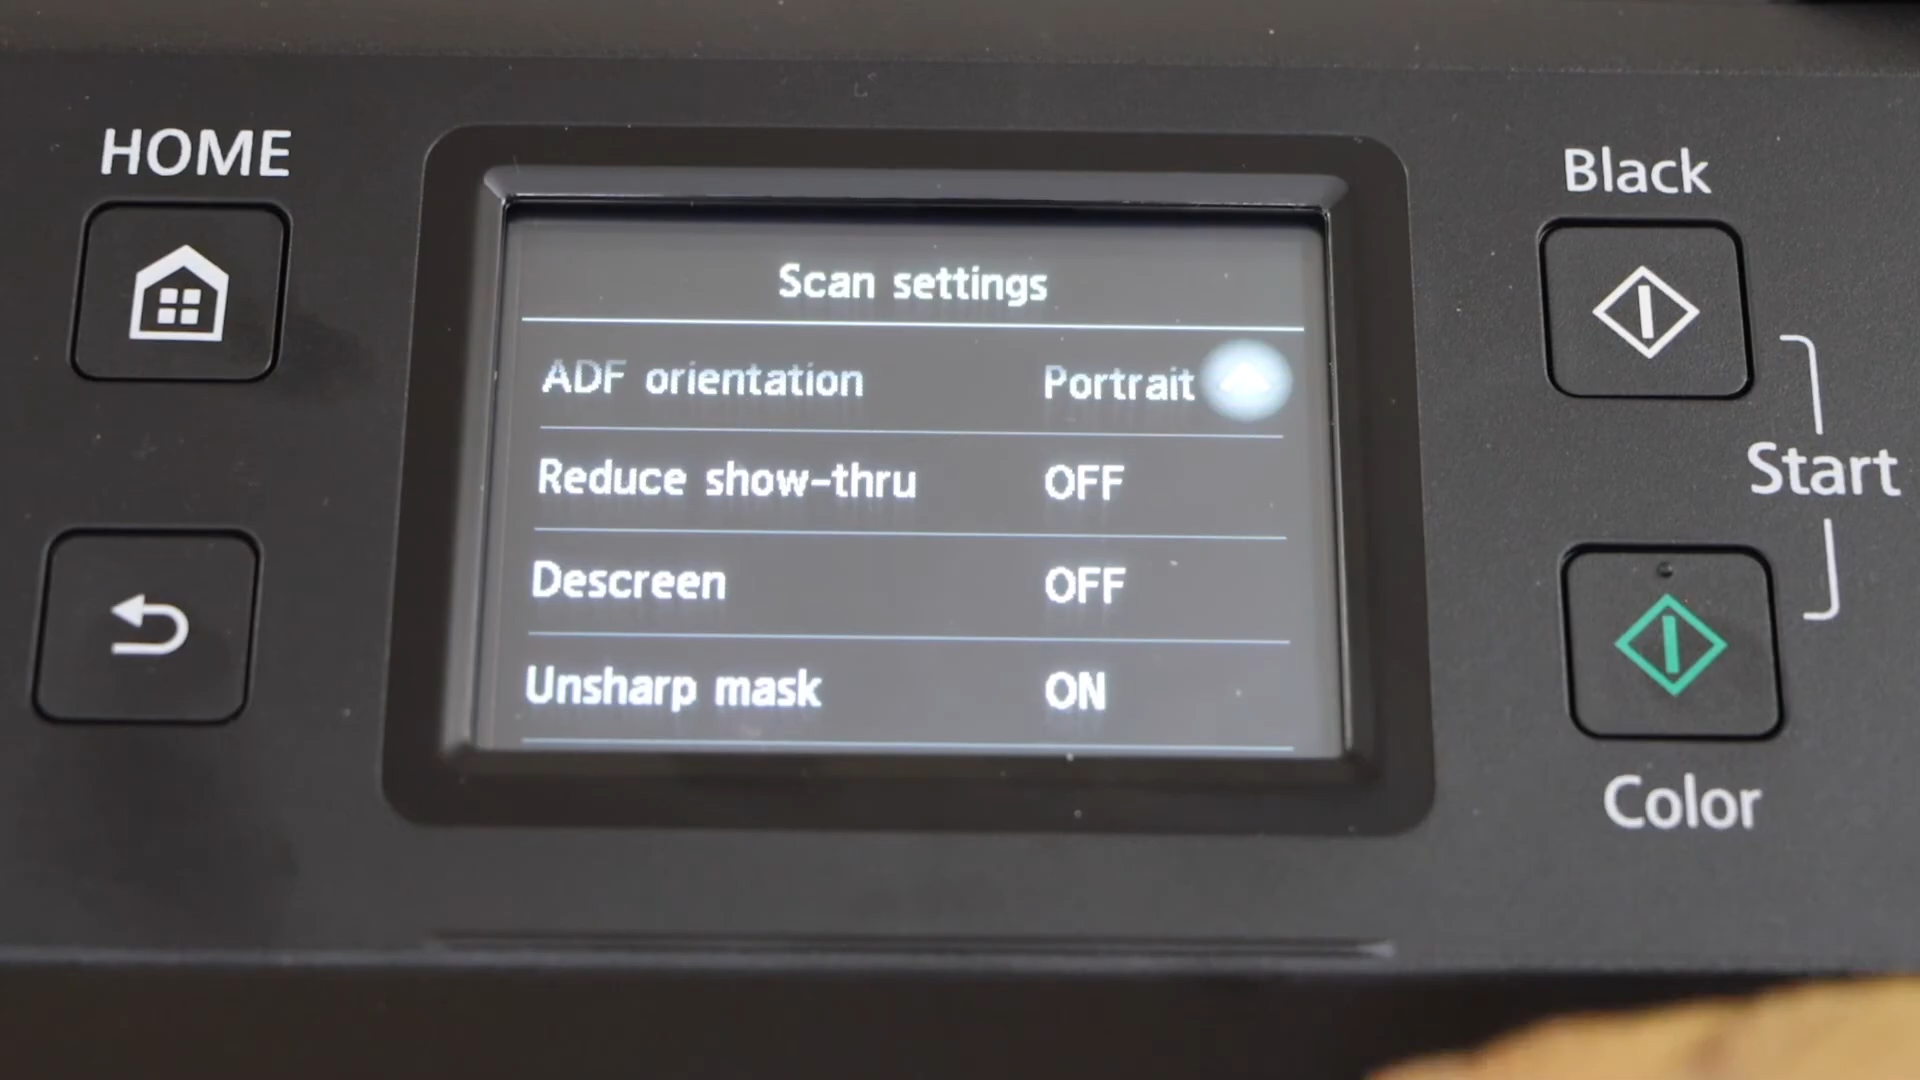 HOME
Black
Scan settings
ADF orientation Portrait
Reduce show-thru OFF
Start
Descreen OFF
Unsharp mask ON
Color